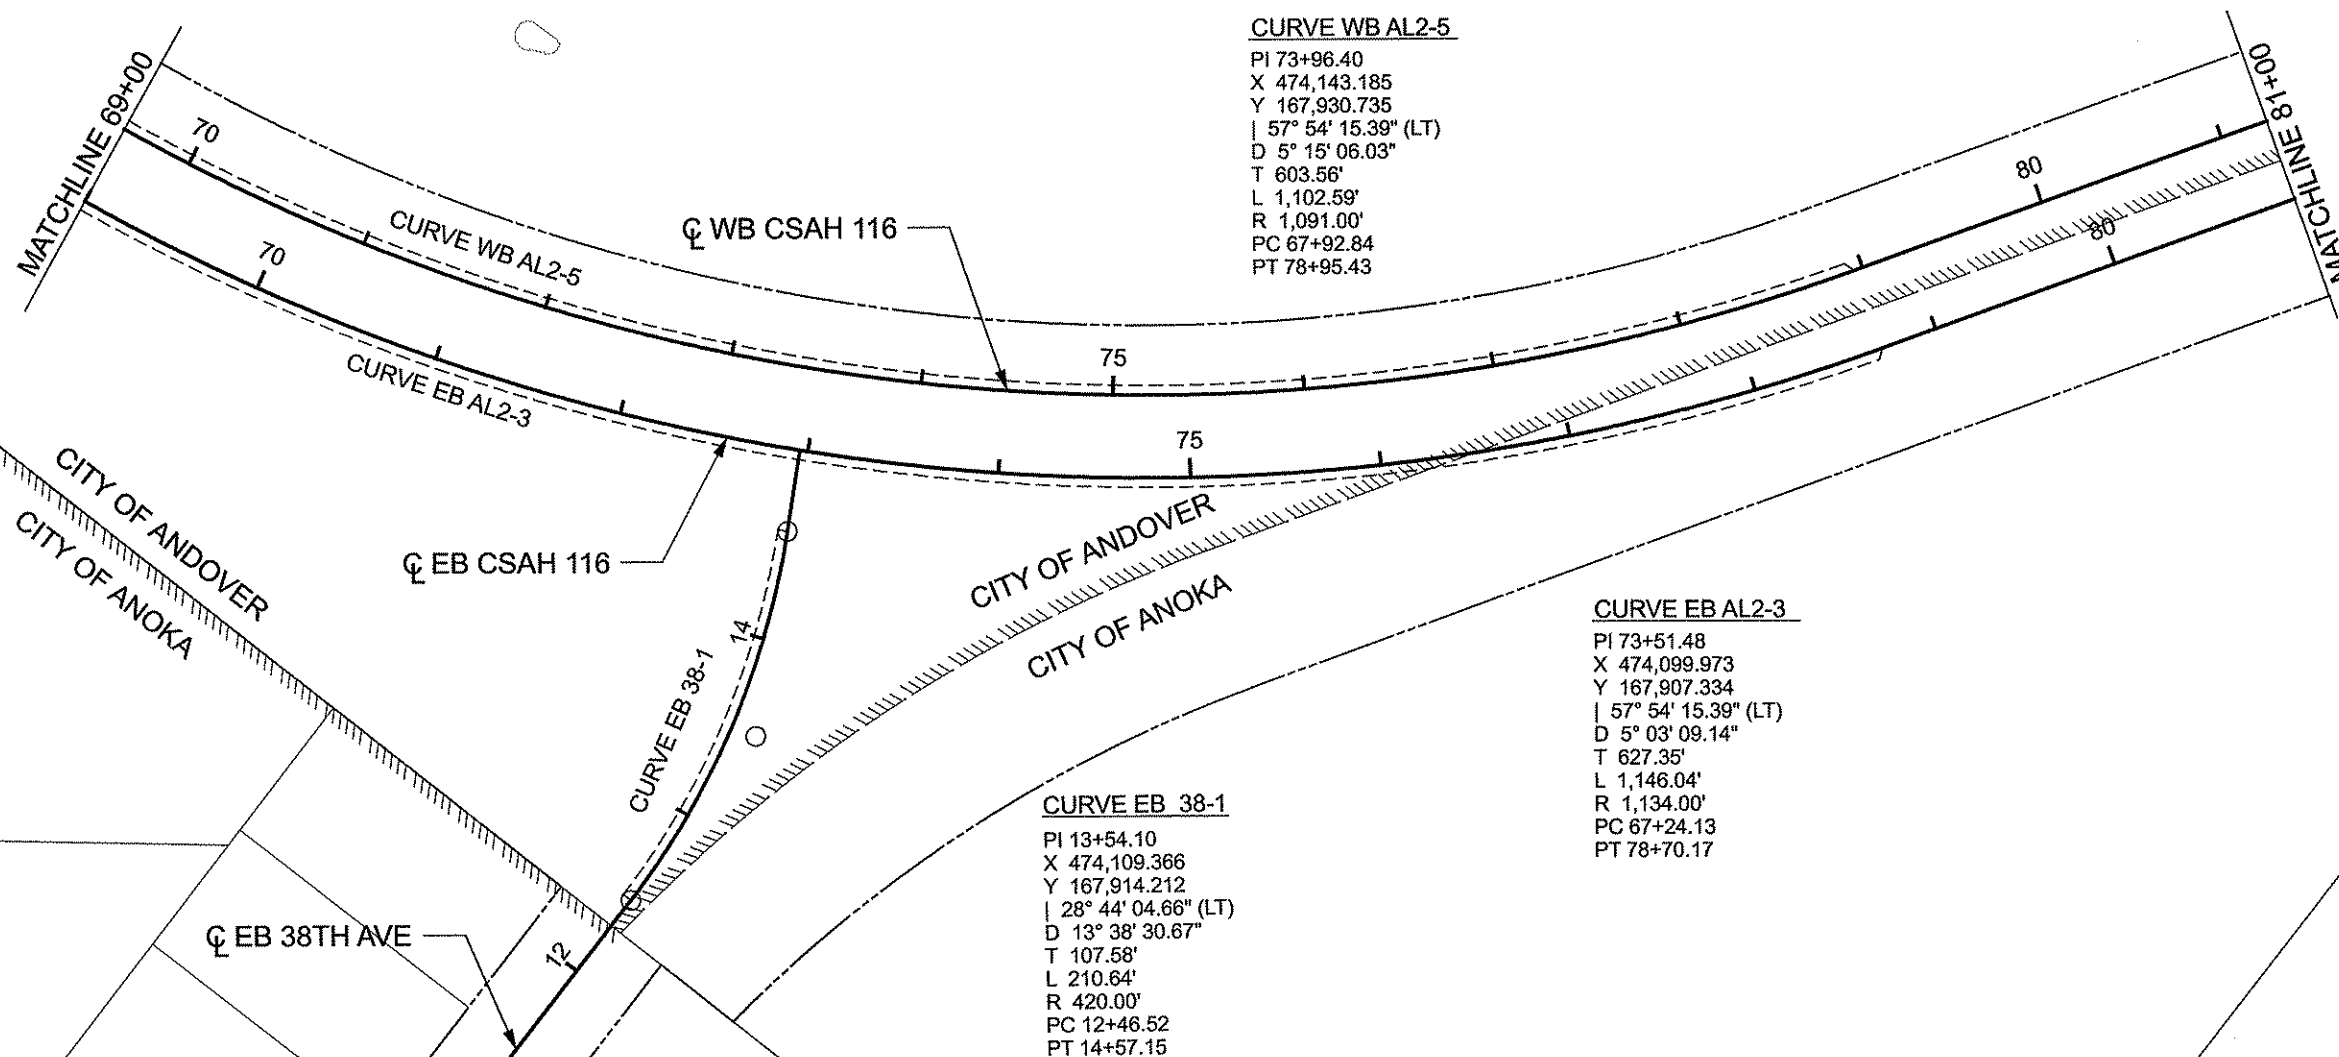 CURVE WB AL2-5
PI 73+96.40
X 474,143.185
Y 167,930.735
| 57° 54' 15.39" (LT)
D 5° 15' 06.03"
T 603.56'
L 1,102.59'
R 1,091.00'
PC 67+92.84
PT 78+95.43
MATCHLINE 69+00
MATCHLINE 81+00
70
CURVE WB AL2-5
℄ WB CSAH 116
75
80
70
CURVE EB AL2-3
75
80
℄ EB CSAH 116
CITY OF ANDOVER
CITY OF ANOKA
CITY OF ANDOVER
CITY OF ANOKA
14
CURVE EB 38-1
12
℄ EB 38TH AVE
CURVE EB AL2-3
PI 73+51.48
X 474,099.973
Y 167,907.334
| 57° 54' 15.39" (LT)
D 5° 03' 09.14"
T 627.35'
L 1,146.04'
R 1,134.00'
PC 67+24.13
PT 78+70.17
CURVE EB 38-1
PI 13+54.10
X 474,109.366
Y 167,914.212
| 28° 44' 04.66" (LT)
D 13° 38' 30.67"
T 107.58'
L 210.64'
R 420.00'
PC 12+46.52
PT 14+57.15